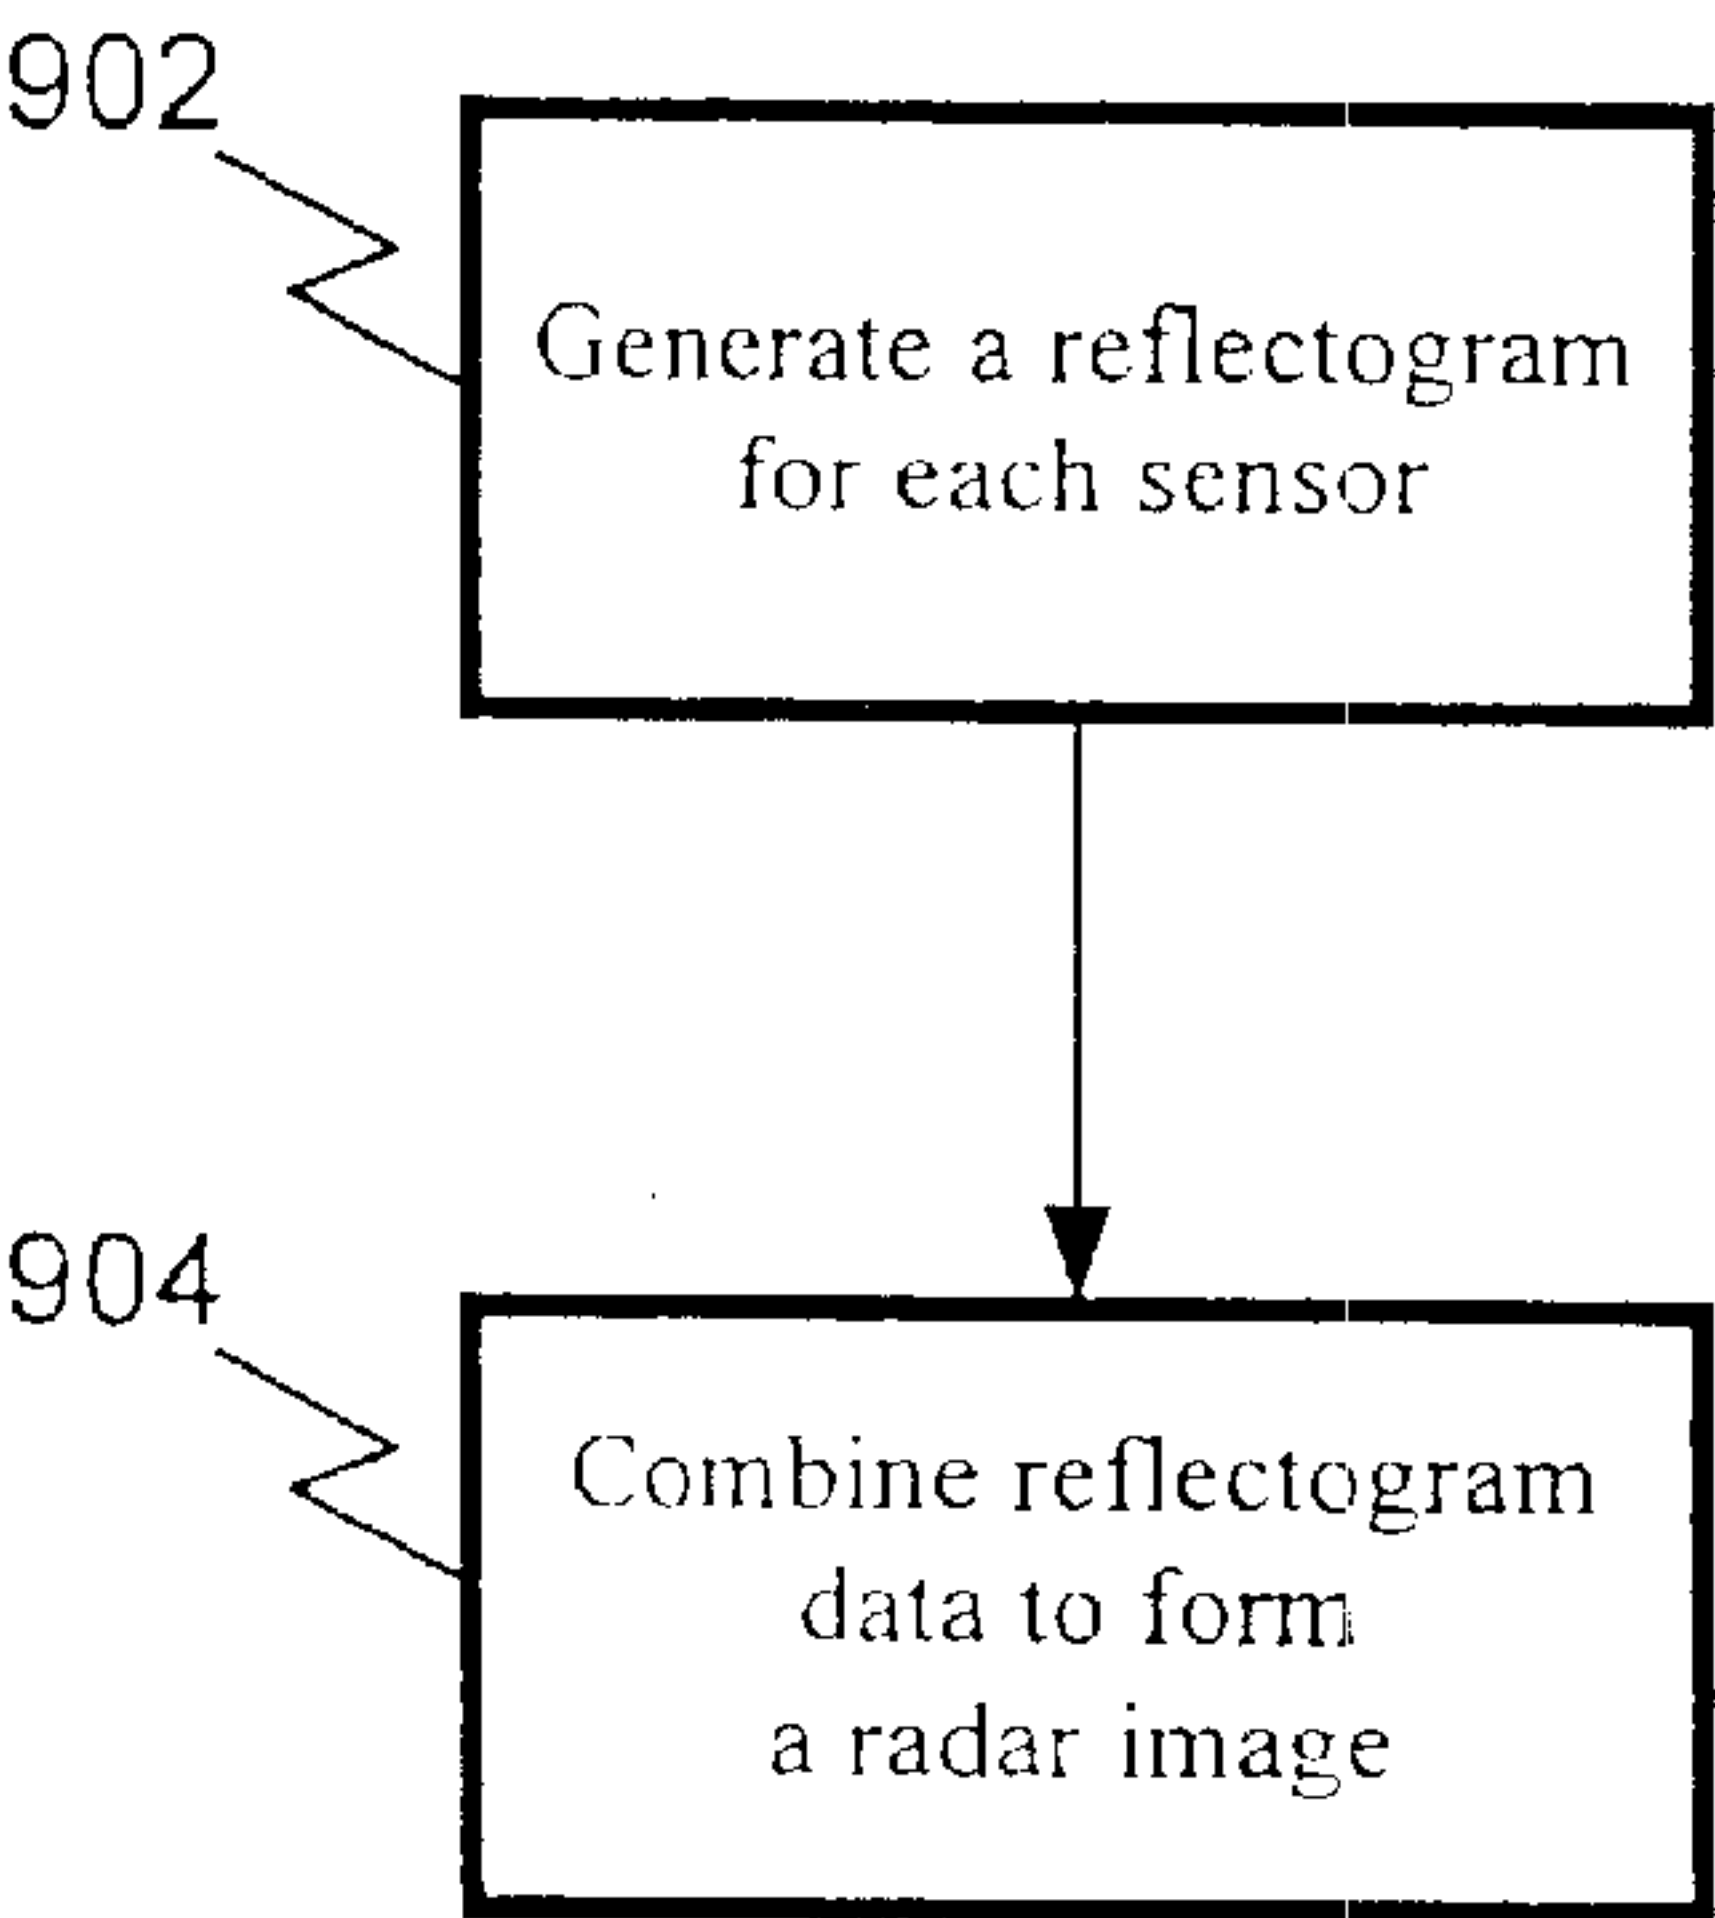 902
Generate a reflectogram
for each sensor
904
Combine reflectogram
data to form
a radar image